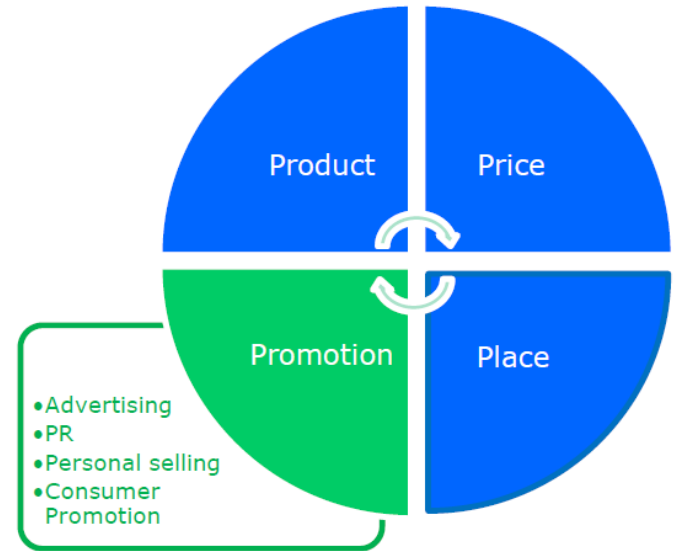 Product
Price
Promotion
Place
•Advertising
•PR
•Personal selling
•Consumer
Promotion